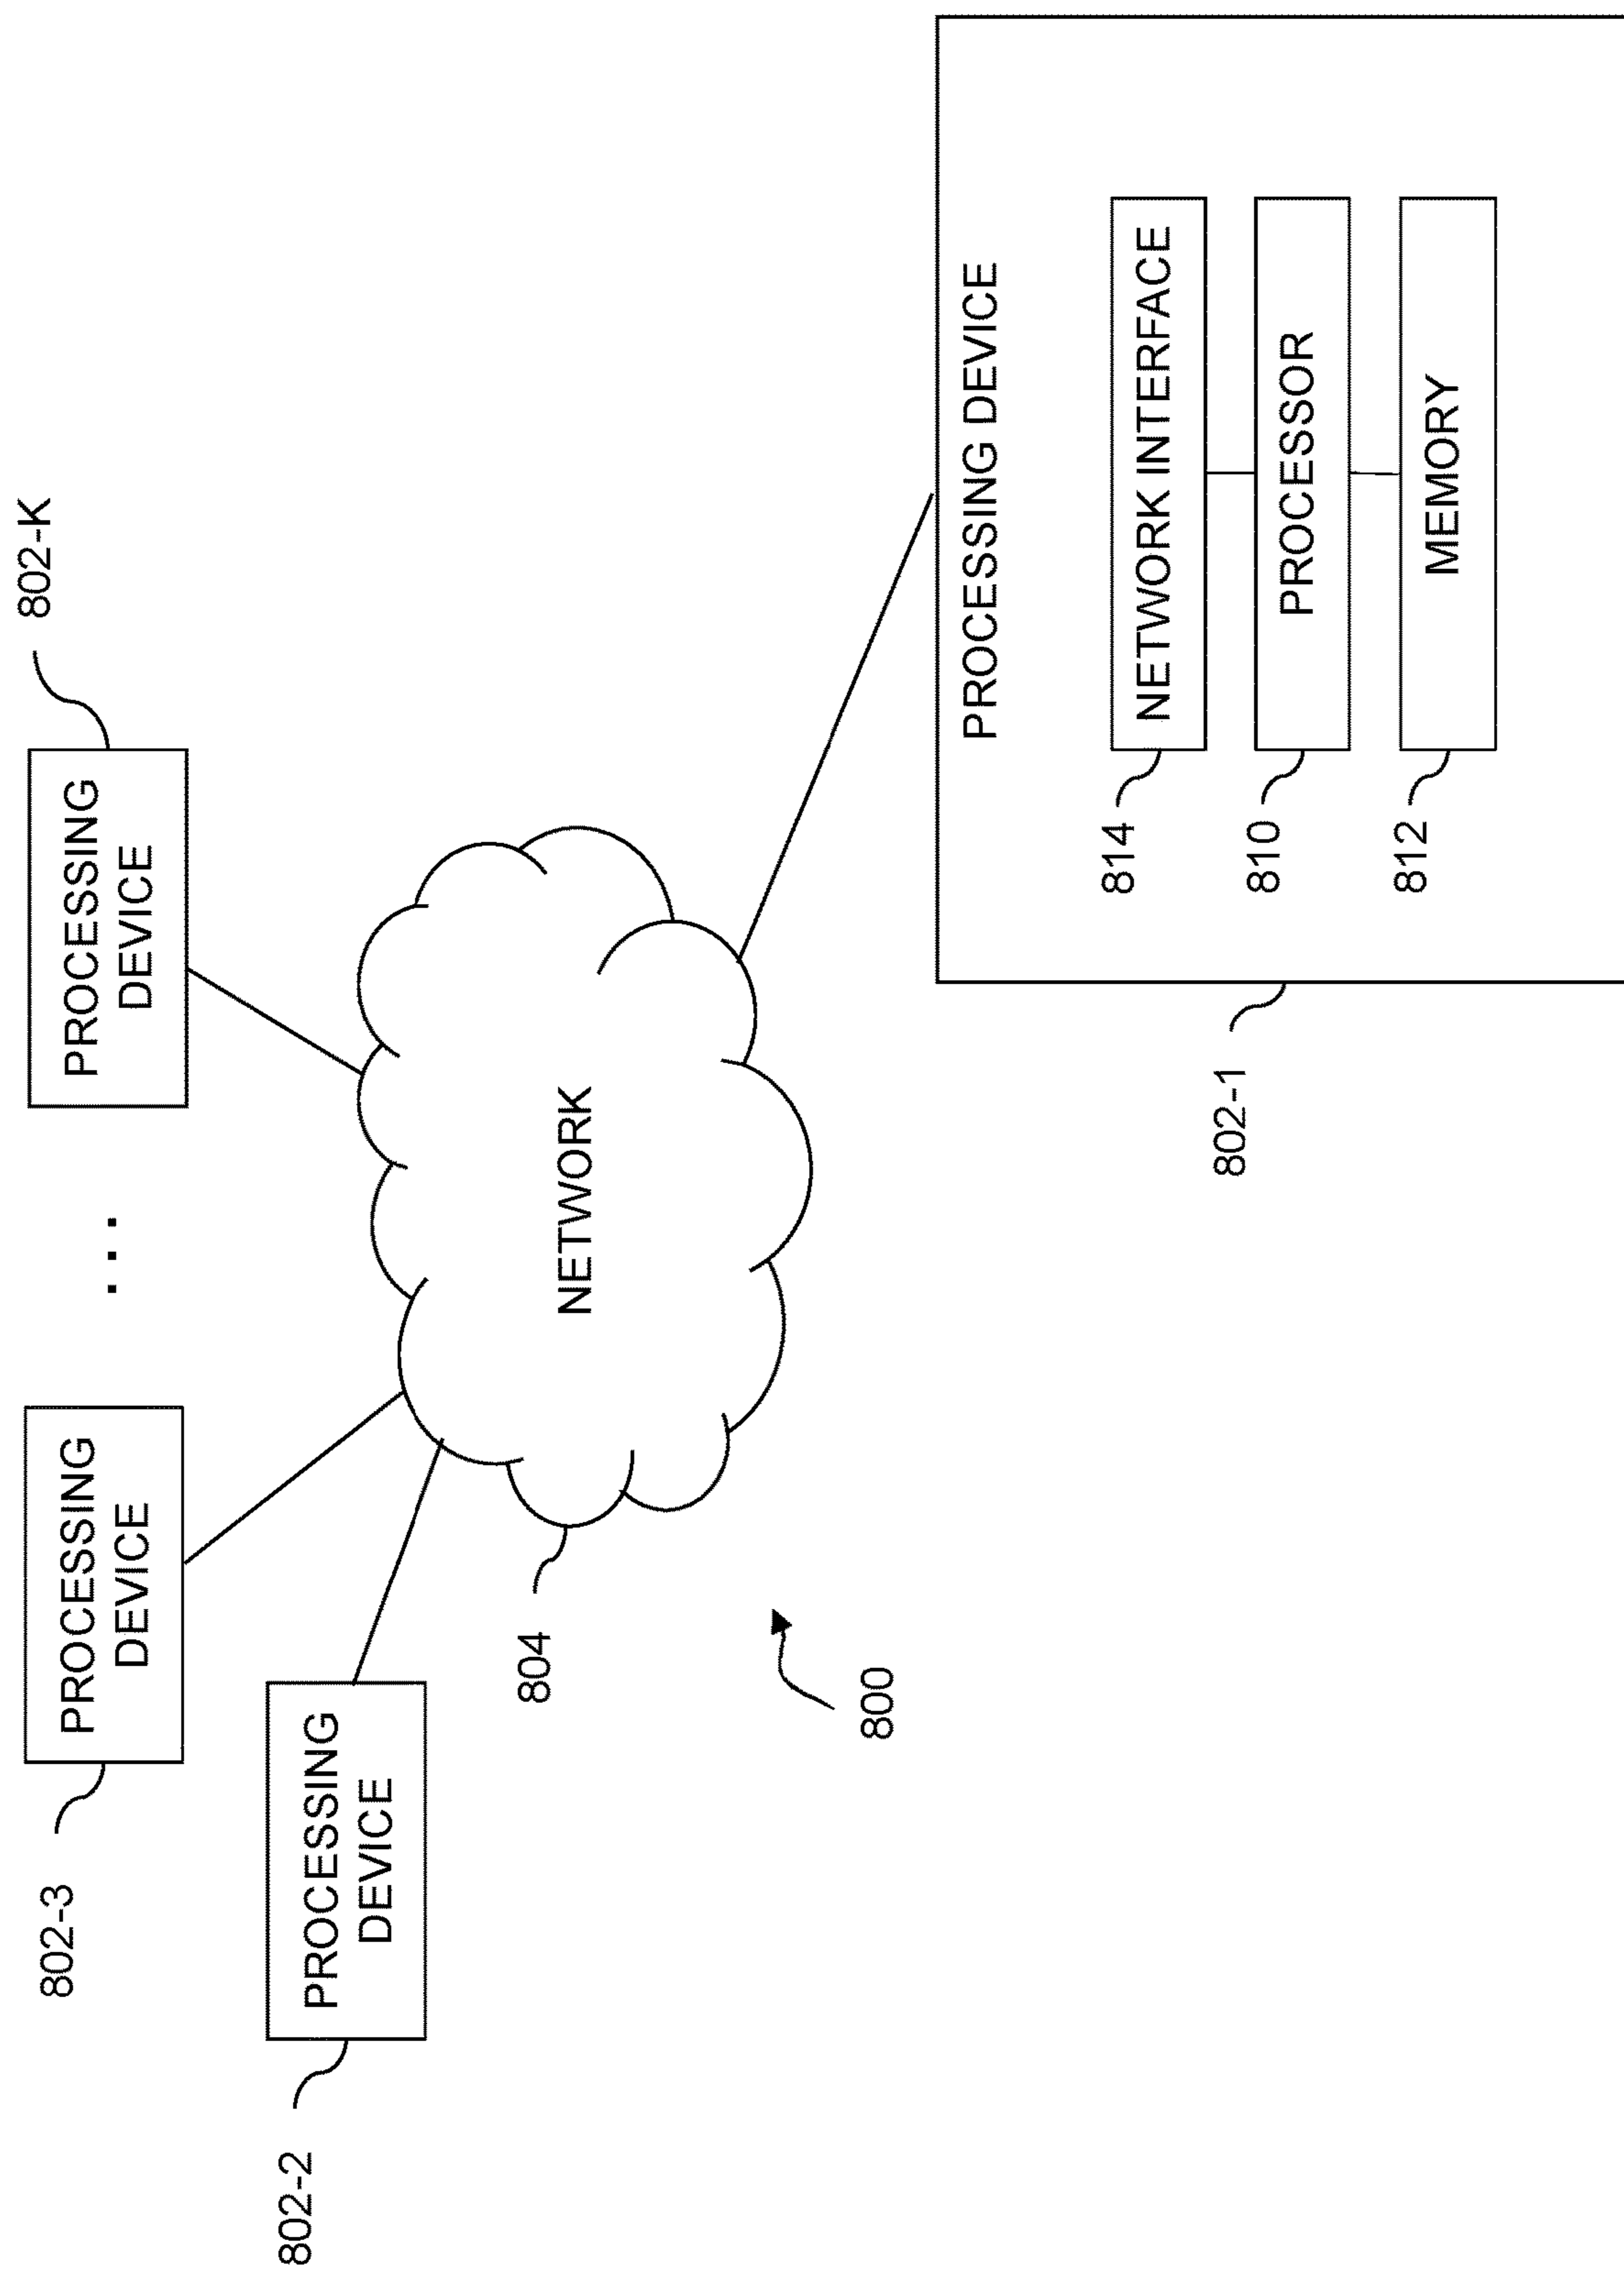 802-2
PROCESSING
DEVICE
802-3
PROCESSING
DEVICE
...
802-K
PROCESSING
DEVICE
804
NETWORK
800
802-1
PROCESSING DEVICE
814
NETWORK INTERFACE
810
PROCESSOR
812
MEMORY